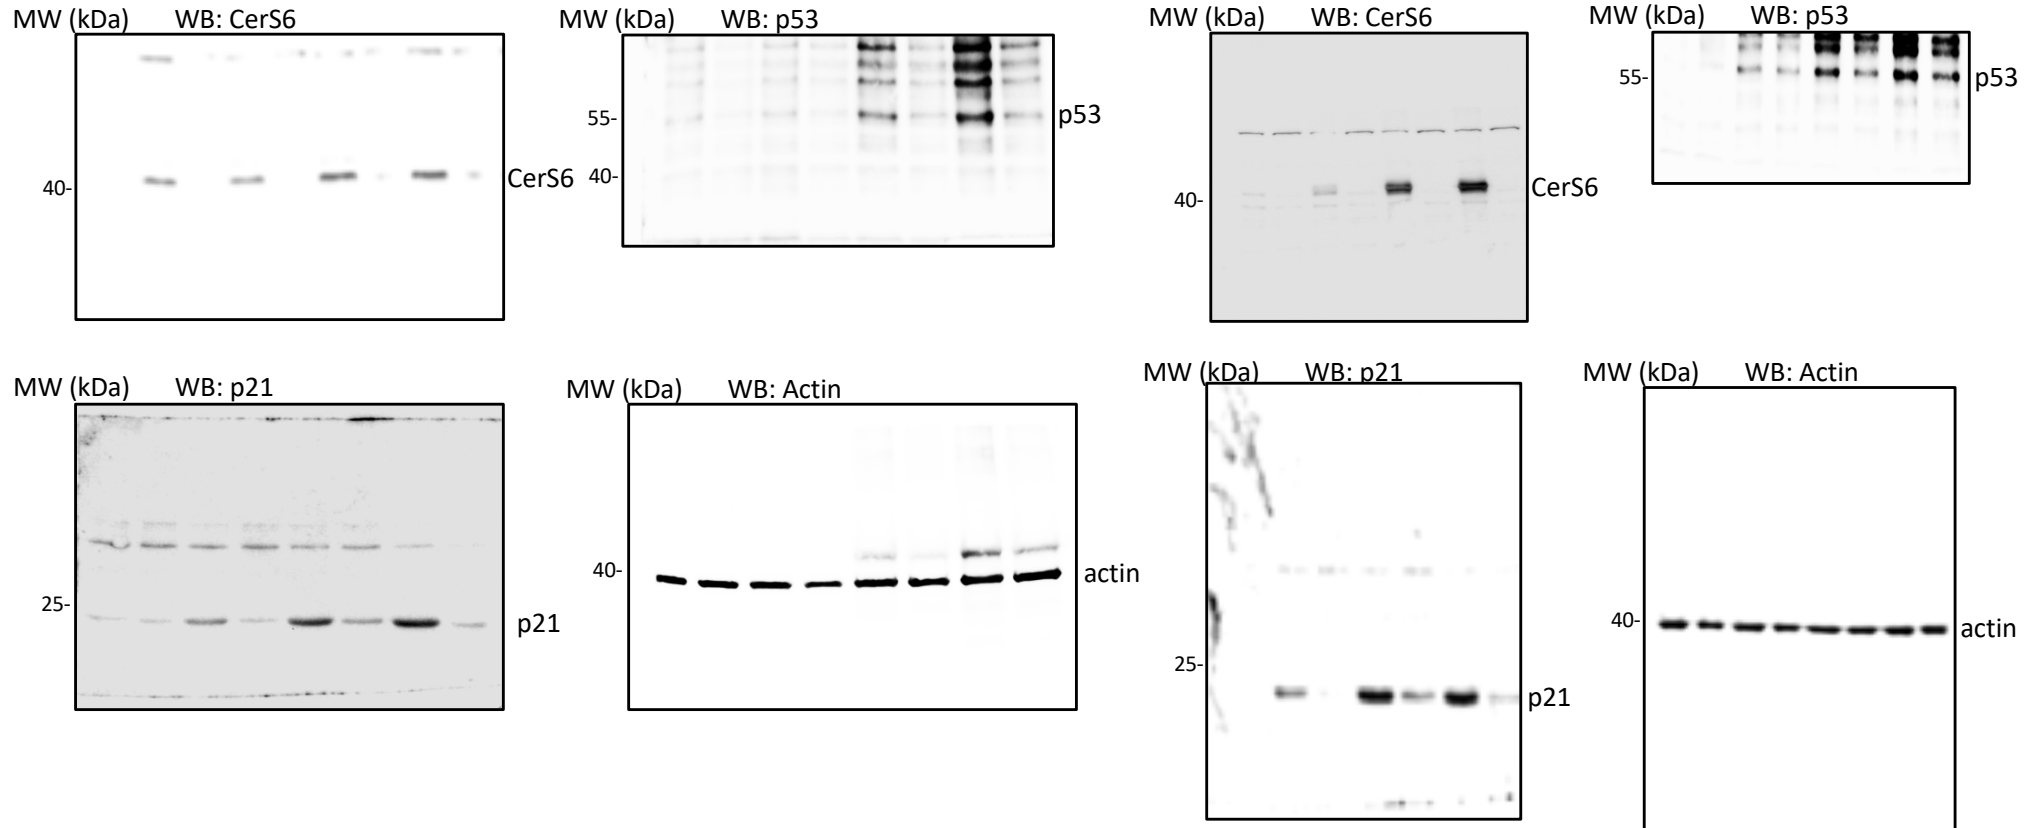 MW (kDa) WB: CerS6
40-
CerS6
MW (kDa) WB: p53
55-
p53
40-
MW (kDa) WB: CerS6
CerS6
40-
MW (kDa) WB: p53
55-
p53
MW (kDa) WB: p21
25-
p21
MW (kDa) WB: Actin
40-
actin
MW (kDa) WB: p21
25-
p21
MW (kDa) WB: Actin
40-
actin